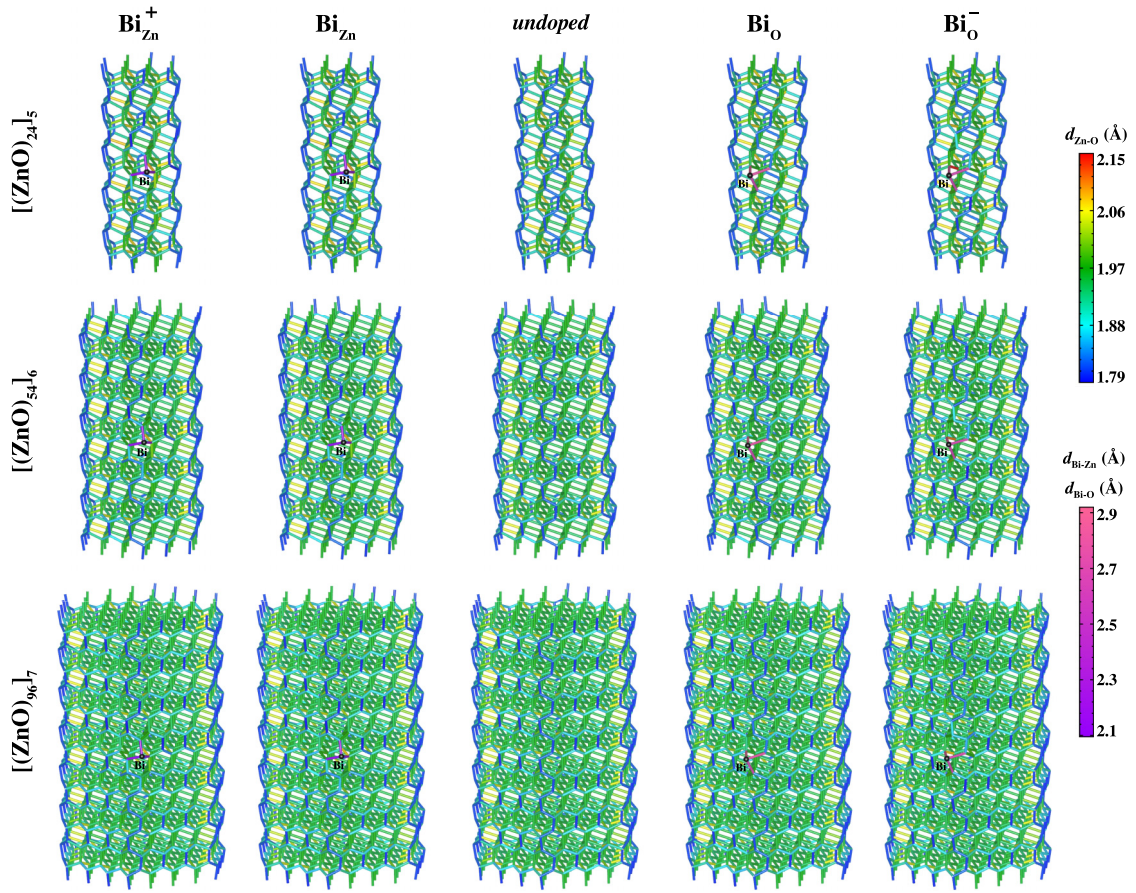 Bi⁺Zn BiZn undoped BiO Bi⁻O
[(ZnO)24]5
Bi Bi Bi Bi
dZn-O (Å)
2.15
2.06
1.97
1.88
1.79
[(ZnO)54]6
Bi Bi Bi Bi
dBi-Zn (Å)
dBi-O (Å)
2.9
2.7
2.5
2.3
2.1
[(ZnO)96]7
Bi Bi Bi Bi